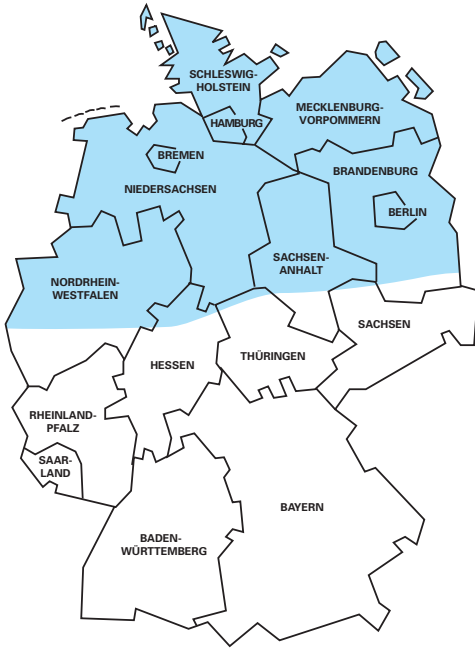 SCHLESWIG-
HOLSTEIN
MECKLENBURG-
VORPOMMERN
HAMBURG
BREMEN
BRANDENBURG
NIEDERSACHSEN
BERLIN
SACHSEN-
ANHALT
NORDRHEIN-
WESTFALEN
SACHSEN
THÜRINGEN
HESSEN
RHEINLAND-
PFALZ
SAAR-
LAND
BAYERN
BADEN-
WÜRTTEMBERG